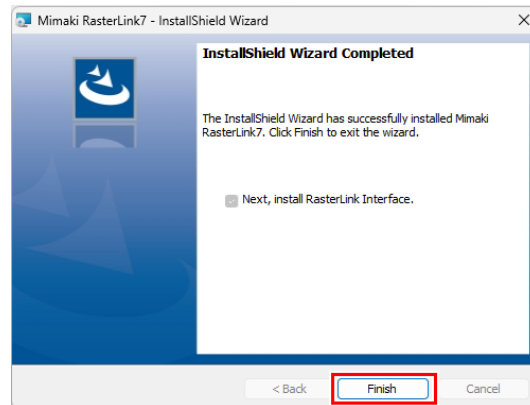 Mimaki RasterLink7 - InstallShield Wizard
InstallShield Wizard Completed
The InstallShield Wizard has successfully installed Mimaki
RasterLink7. Click Finish to exit the wizard.
Next, install RasterLink Interface.
< Back Finish Cancel